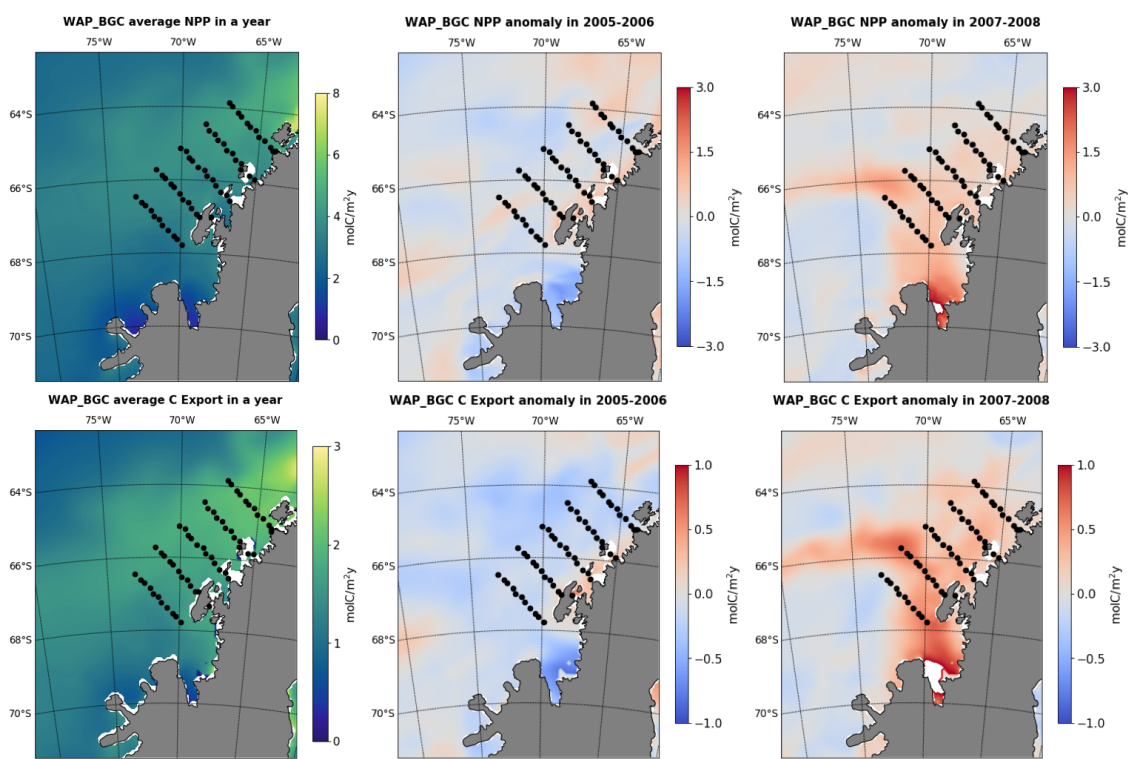 WAP_BGC average NPP in a year
75°W 70°W 65°W
64°S
66°S
68°S
70°S
8
6
4
2
0
molC/m²y
WAP_BGC NPP anomaly in 2005-2006
75°W 70°W 65°W
64°S
66°S
68°S
70°S
3.0
1.5
0.0
−1.5
−3.0
molC/m²y
WAP_BGC NPP anomaly in 2007-2008
75°W 70°W 65°W
64°S
66°S
68°S
70°S
3.0
1.5
0.0
−1.5
−3.0
molC/m²y
WAP_BGC average C Export in a year
75°W 70°W 65°W
64°S
66°S
68°S
70°S
3
2
1
0
molC/m²y
WAP_BGC C Export anomaly in 2005-2006
75°W 70°W 65°W
64°S
66°S
68°S
70°S
1.0
0.5
0.0
−0.5
−1.0
molC/m²y
WAP_BGC C Export anomaly in 2007-2008
75°W 70°W 65°W
64°S
66°S
68°S
70°S
1.0
0.5
0.0
−0.5
−1.0
molC/m²y